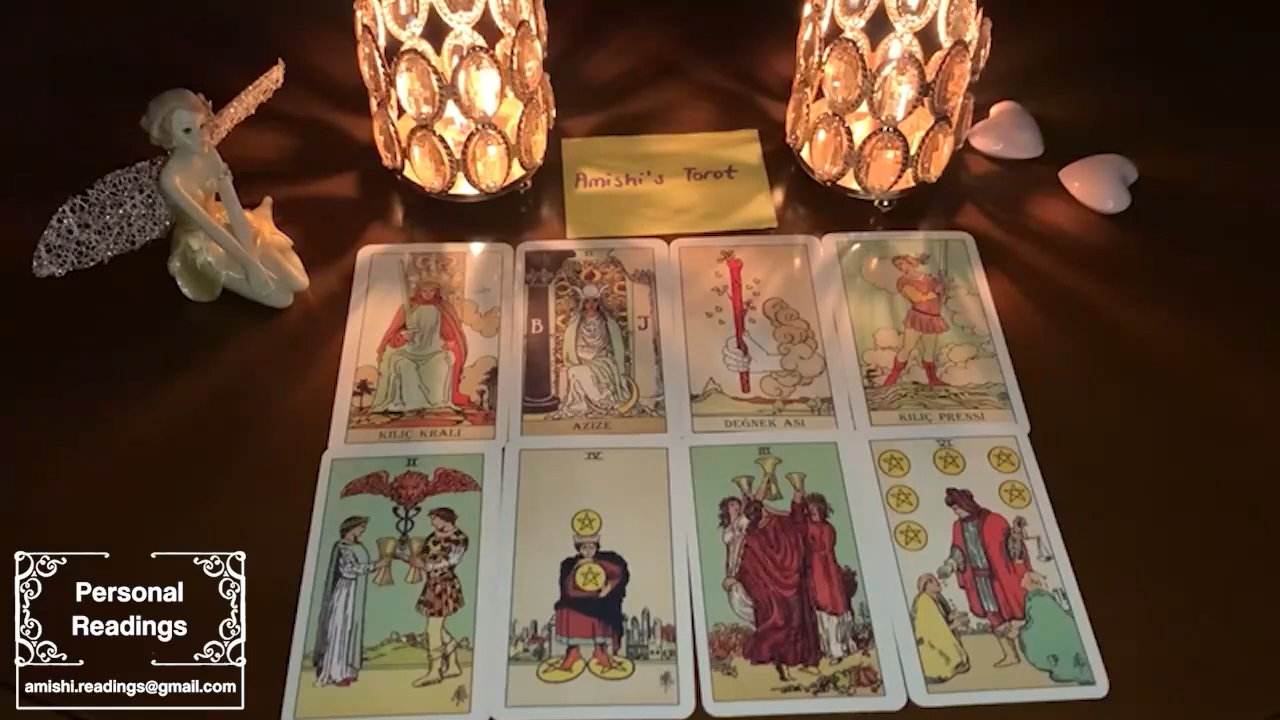 Amishi's Tarot
II
B
J
KILIÇ KRALI
AZİZE
DEĞNEK ASI
KILIÇ PRENSİ
II
IV
III
VI
Personal
Readings
amishi.readings@gmail.com